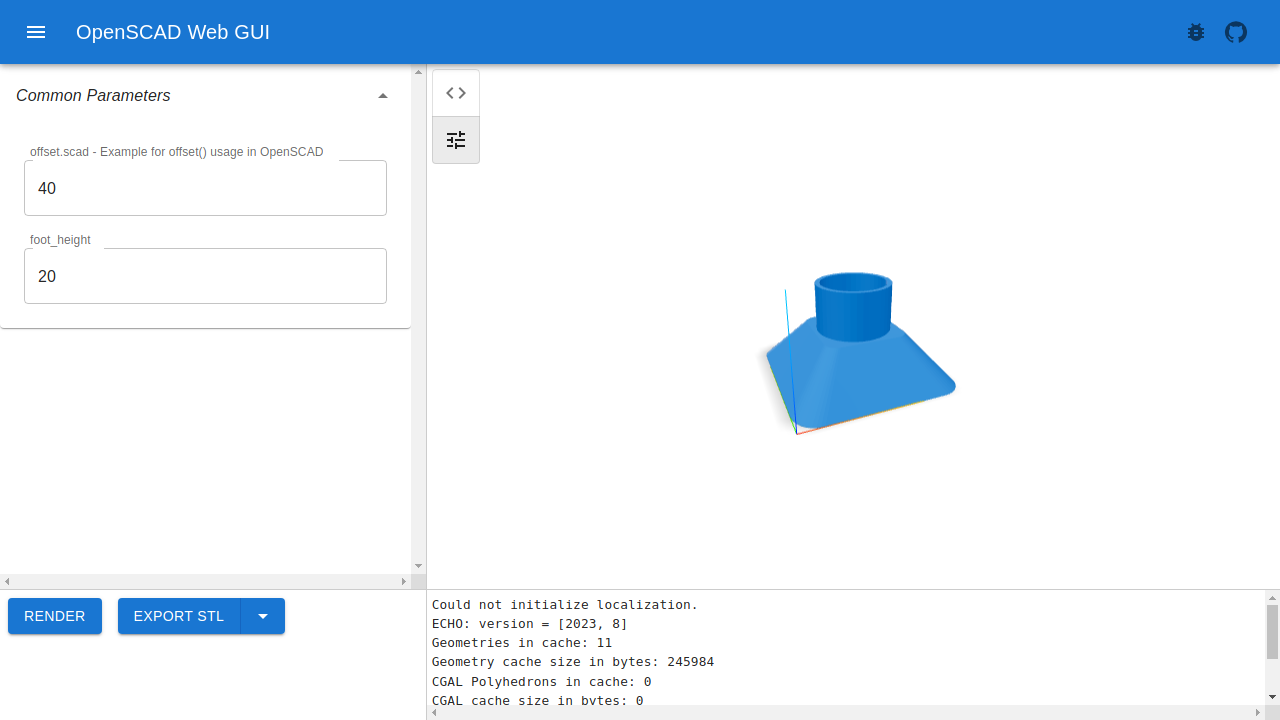 OpenSCAD Web GUI
Common Parameters
offset.scad - Example for offset() usage in OpenSCAD
40
foot_height
20
RENDER
EXPORT STL
Could not initialize localization.
ECHO: version = [2023, 8]
Geometries in cache: 11
Geometry cache size in bytes: 245984
CGAL Polyhedrons in cache: 0
CGAL cache size in bytes: 0